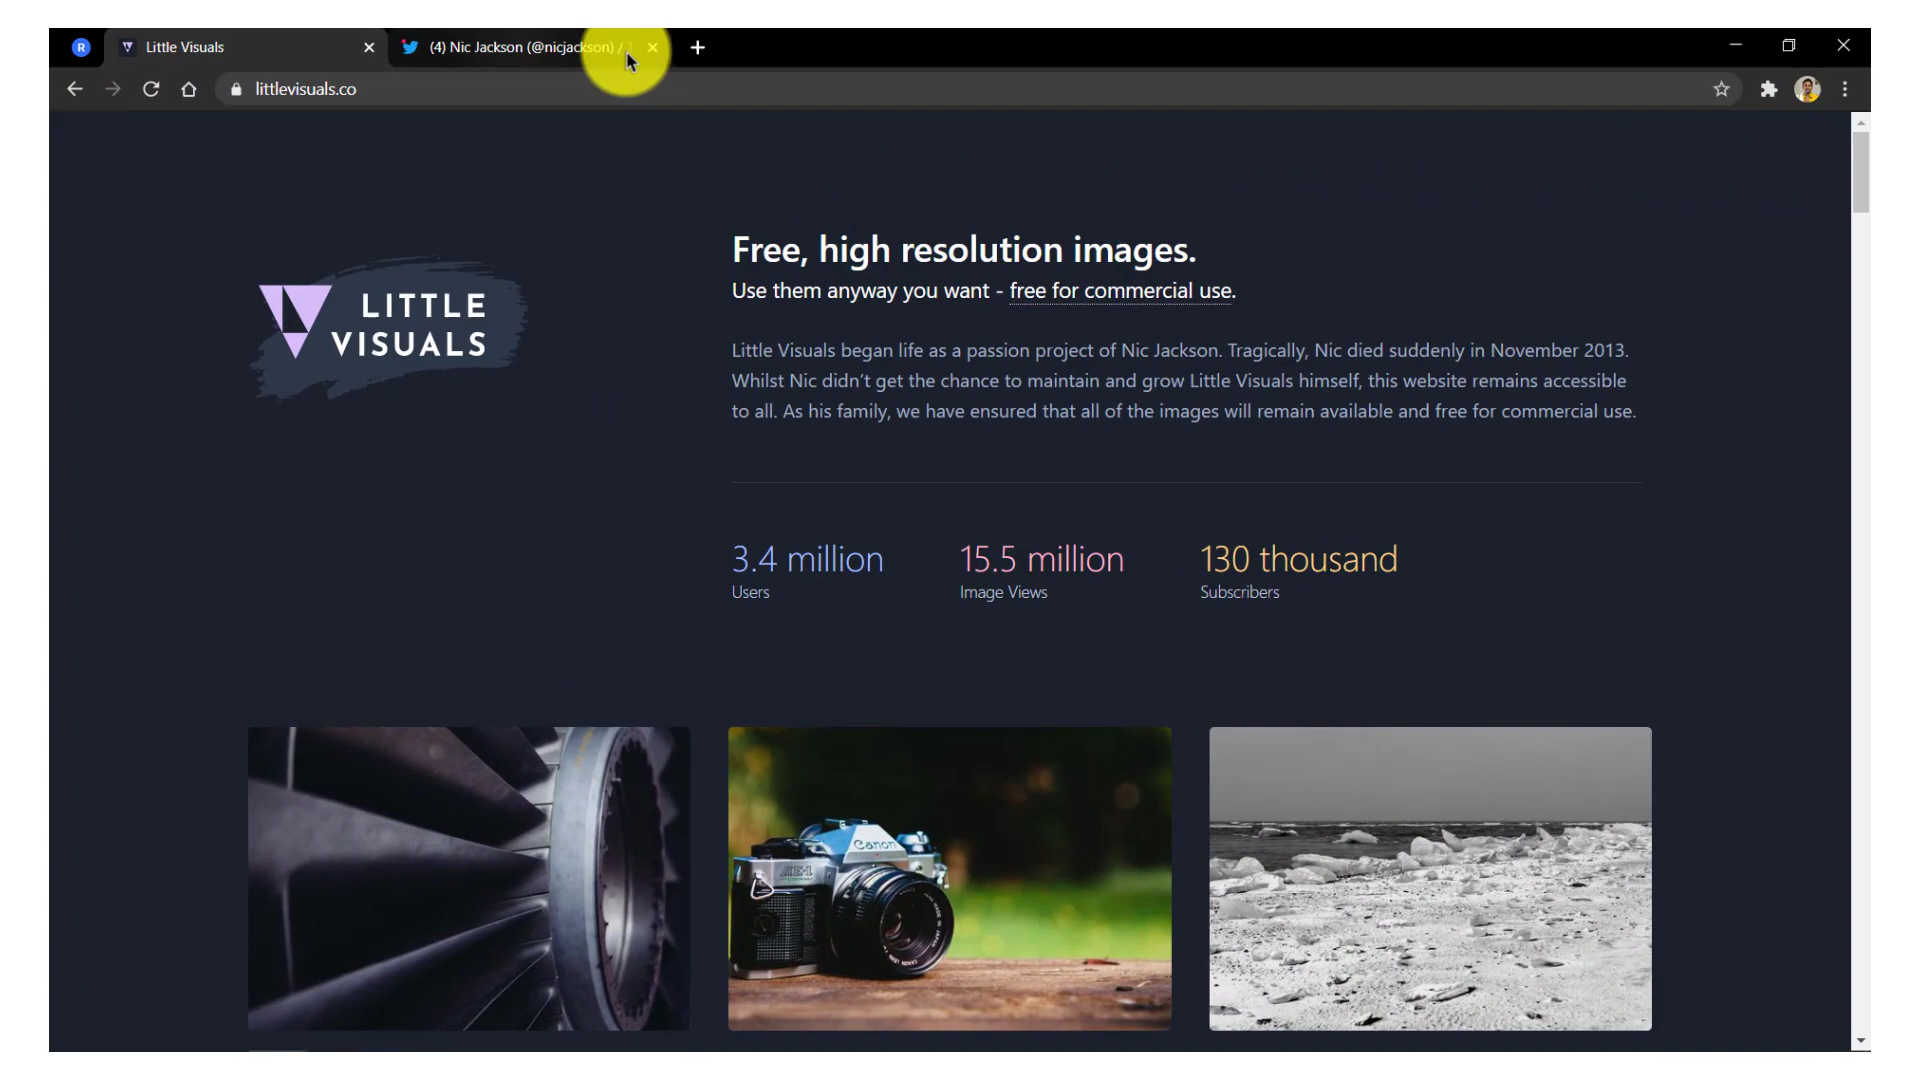 R
Little Visuals
(4) Nic Jackson (@nicjackson) /
littlevisuals.co
LITTLE
VISUALS
Free, high resolution images.
Use them anyway you want - free for commercial use.
Little Visuals began life as a passion project of Nic Jackson. Tragically, Nic died suddenly in November 2013.
Whilst Nic didn't get the chance to maintain and grow Little Visuals himself, this website remains accessible
to all. As his family, we have ensured that all of the images will remain available and free for commercial use.
3.4 million
Users
15.5 million
Image Views
130 thousand
Subscribers
Canon
AE-1